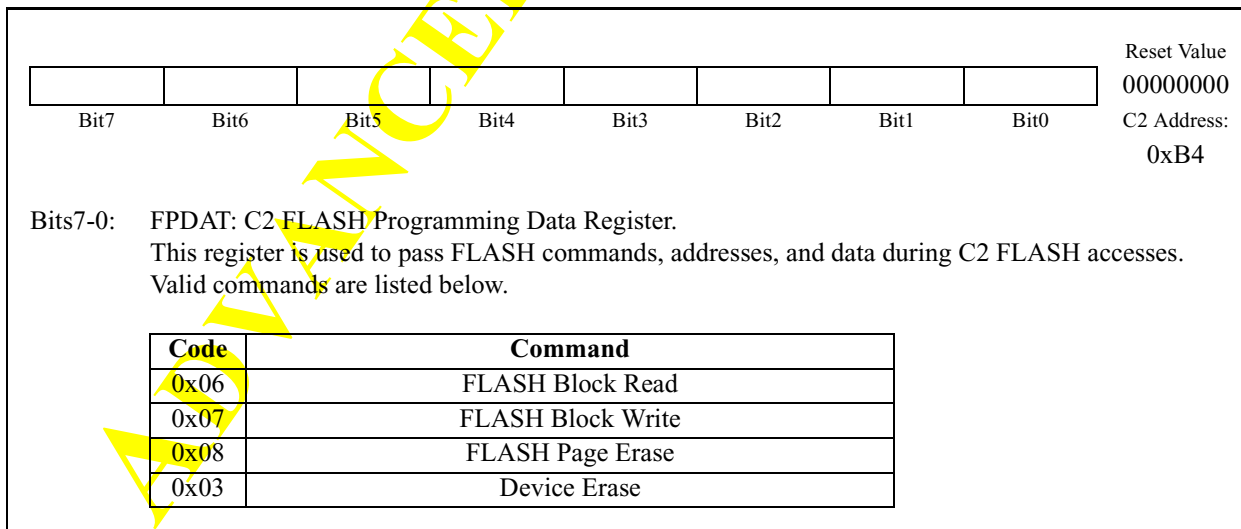 Reset Value
00000000
Bit7 Bit6 Bit5 Bit4 Bit3 Bit2 Bit1 Bit0 C2 Address:
0xB4
Bits7-0: FPDAT: C2 FLASH Programming Data Register.
This register is used to pass FLASH commands, addresses, and data during C2 FLASH accesses.
Valid commands are listed below.
Code Command
0x06 FLASH Block Read
0x07 FLASH Block Write
0x08 FLASH Page Erase
0x03 Device Erase
ADVANCE